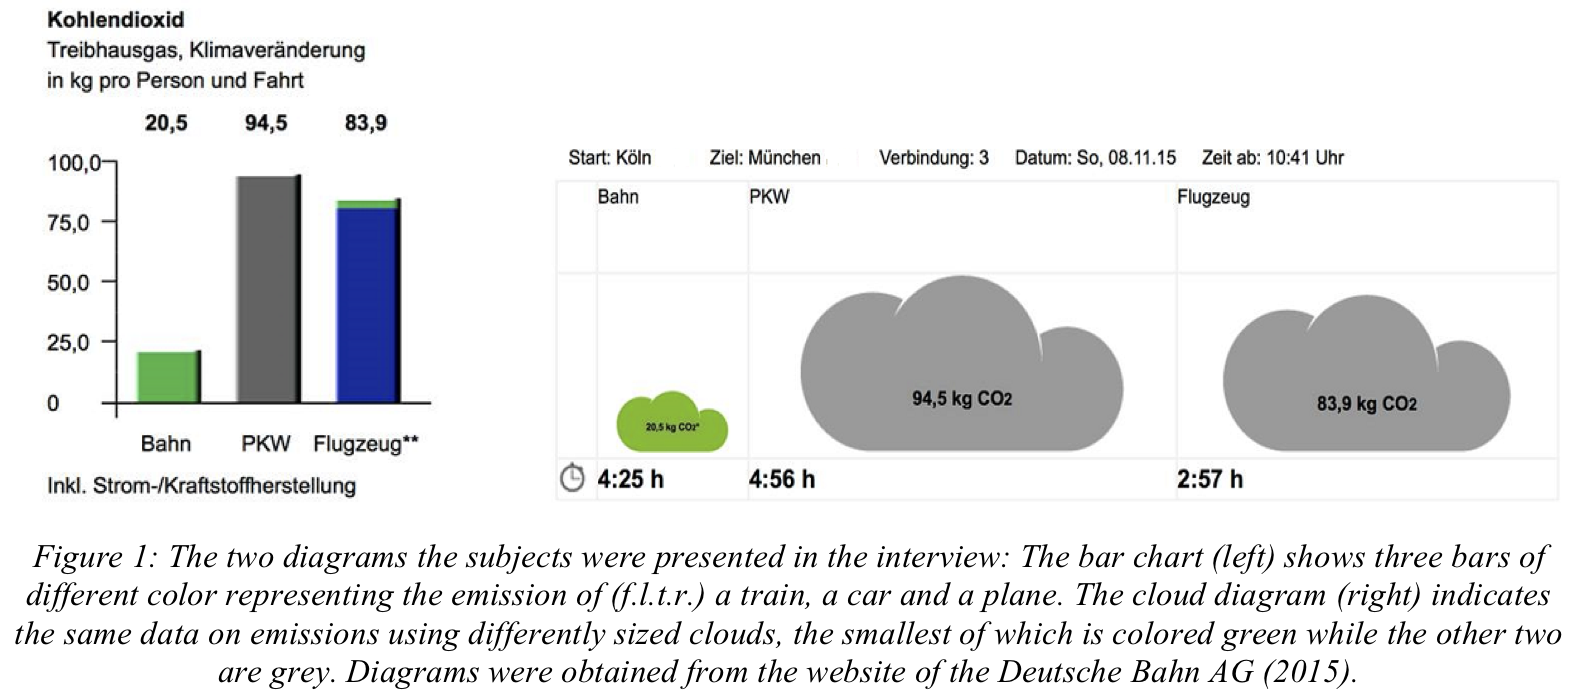 Kohlendioxid
Treibhausgas, Klimaveränderung
in kg pro Person und Fahrt
20,5 94,5 83,9
100,0
75,0
50,0
25,0
0
Bahn PKW Flugzeug**
Inkl. Strom-/Kraftstoffherstellung
Start: Köln Ziel: München Verbindung: 3 Datum: So, 08.11.15 Zeit ab: 10:41 Uhr
Bahn PKW Flugzeug
20,5 kg CO2* 94,5 kg CO2 83,9 kg CO2
4:25 h 4:56 h 2:57 h
Figure 1: The two diagrams the subjects were presented in the interview: The bar chart (left) shows three bars of
different color representing the emission of (f.l.t.r.) a train, a car and a plane. The cloud diagram (right) indicates
the same data on emissions using differently sized clouds, the smallest of which is colored green while the other two
are grey. Diagrams were obtained from the website of the Deutsche Bahn AG (2015).